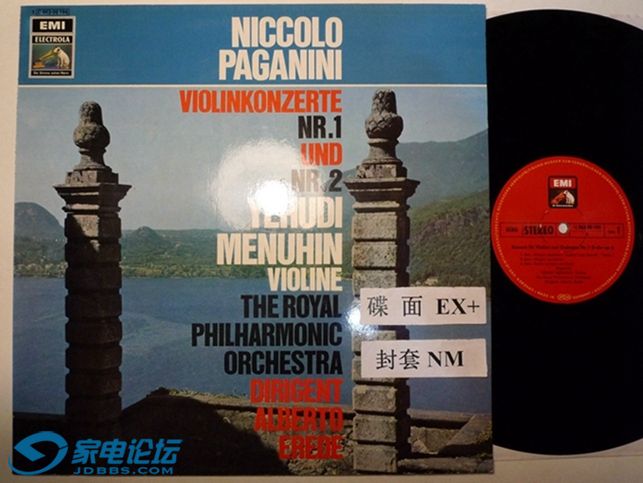 EMI
ELECTROLA
NICCOLO
PAGANINI
VIOLINKONZERTE
NR.1
UND
NR.2
YEHUDI
MENUHIN
VIOLINE
THE ROYAL
PHILHARMONIC
ORCHESTRA
DIRIGENT
ALBERTO
EREDE
碟 面 EX+
封套 NM
EMI
STEREO
家电论坛
JDBBS.COM